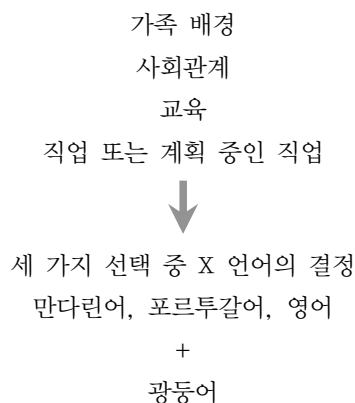 가족 배경
사회관계
교육
직업 또는 계획 중인 직업
세 가지 선택 중 X 언어의 결정
만다린어, 포르투갈어, 영어
+
광둥어